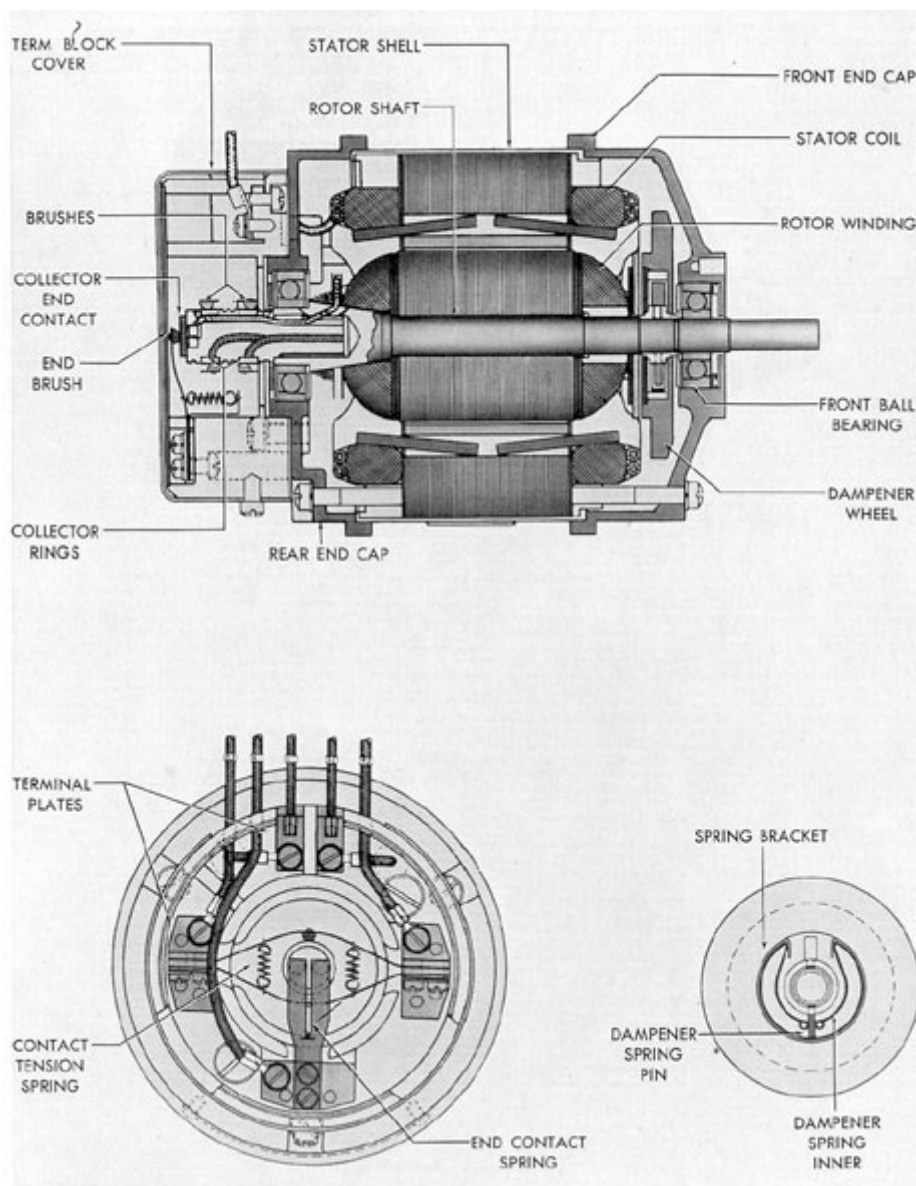 TERM BLOCK
COVER
STATOR SHELL
FRONT END CAP
ROTOR SHAFT
STATOR COIL
BRUSHES
ROTOR WINDING
COLLECTOR
END
CONTACT
END
BRUSH
FRONT BALL
BEARING
DAMPENER
WHEEL
COLLECTOR
RINGS
REAR END CAP
TERMINAL
PLATES
SPRING BRACKET
CONTACT
TENSION
SPRING
DAMPENER
SPRING
PIN
END CONTACT
SPRING
DAMPENER
SPRING
INNER